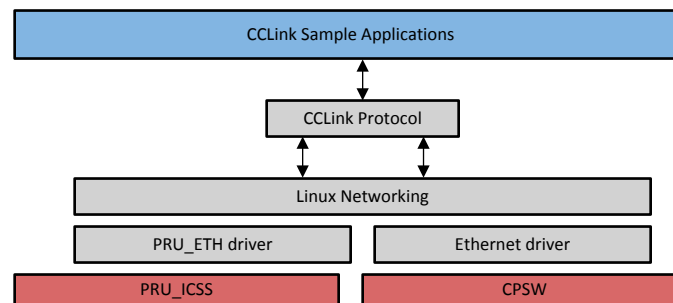 CCLink Sample Applications
CCLink Protocol
Linux Networking
PRU_ETH driver
Ethernet driver
PRU_ICSS
CPSW